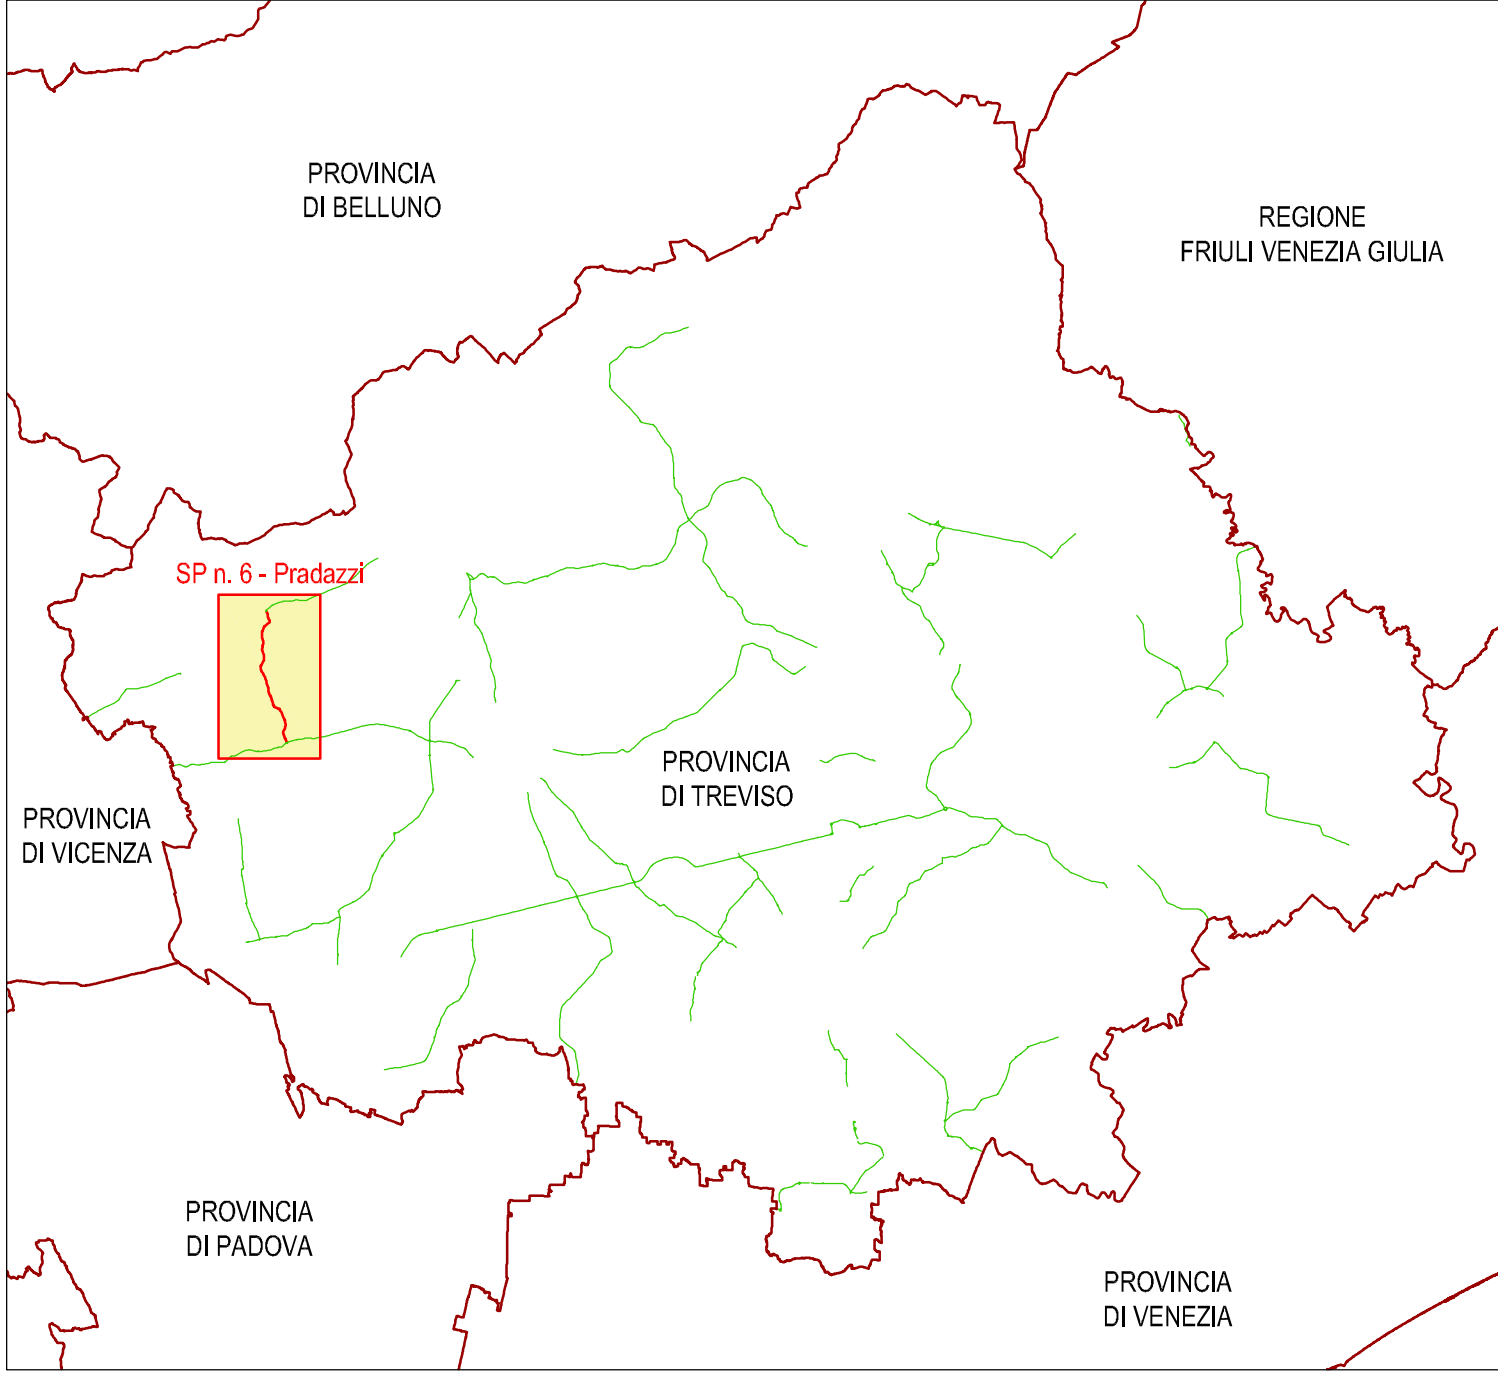 PROVINCIA
DI BELLUNO
REGIONE
FRIULI VENEZIA GIULIA
SP n. 6 - Pradazzi
PROVINCIA
DI TREVISO
PROVINCIA
DI VICENZA
PROVINCIA
DI PADOVA
PROVINCIA
DI VENEZIA